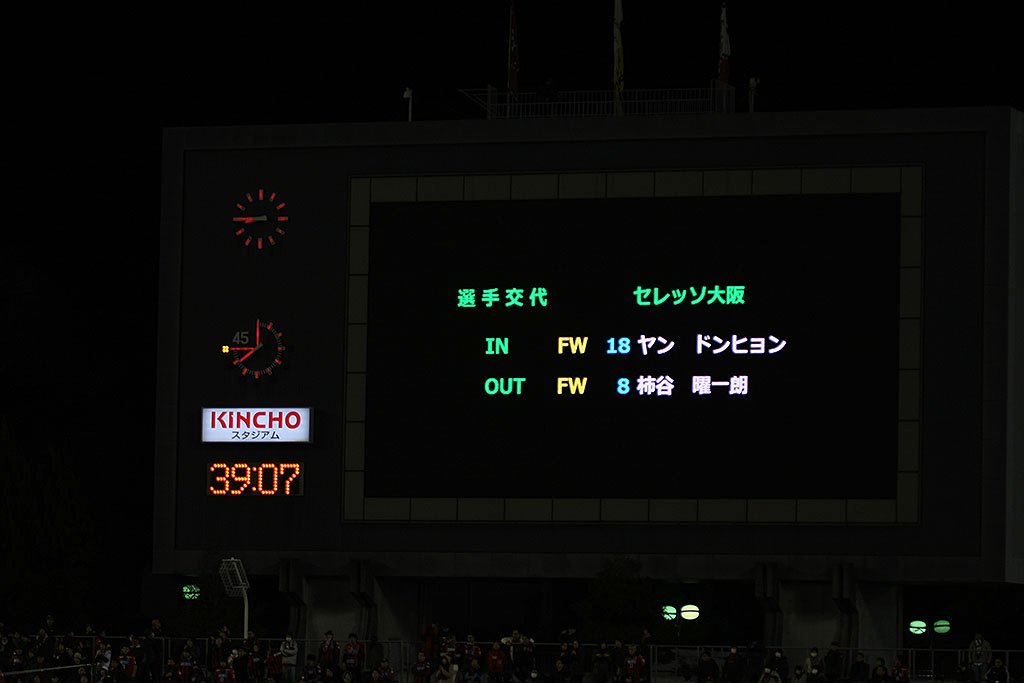 選手交代 セレッソ大阪
IN FW 18 ヤン ドンヒョン
OUT FW 8 柿谷 曜一朗
45
KINCHO
スタジアム
39:07